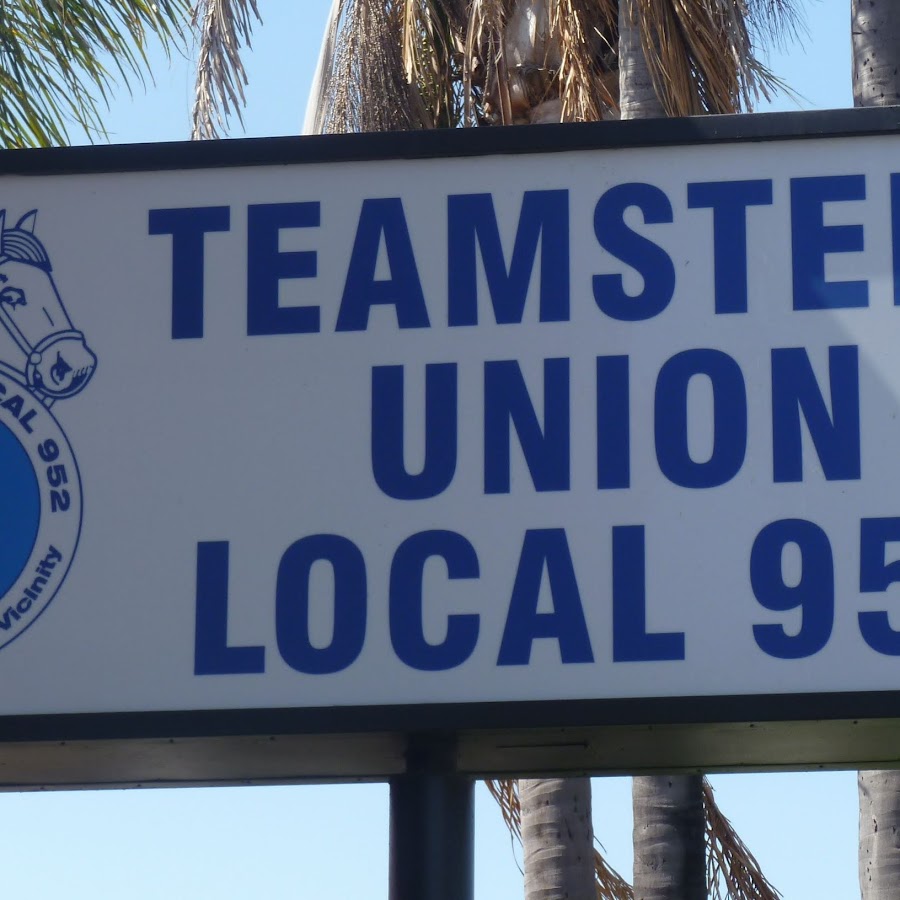 TEAMSTE
UNION
LOCAL 95
CAL 952
Vicinity